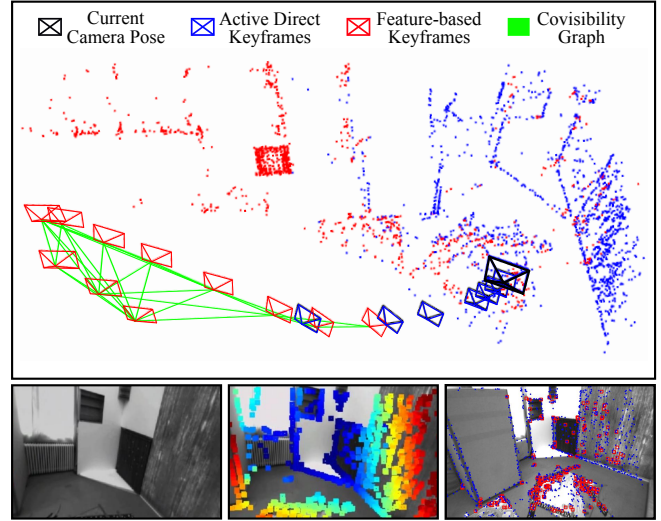 Current
Camera Pose
Active Direct
Keyframes
Feature-based
Keyframes
Covisibility
Graph